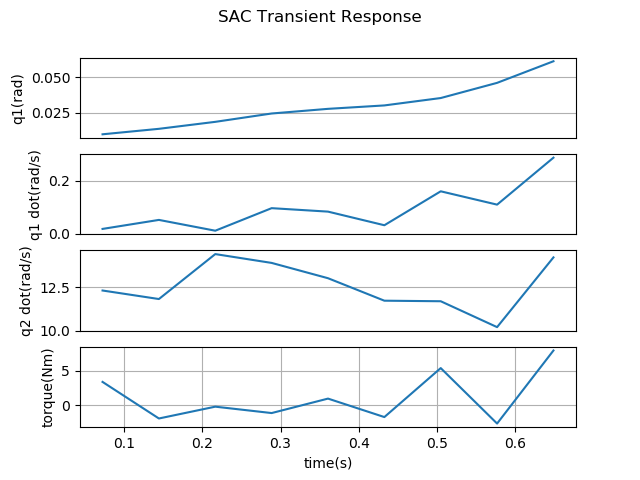 SAC Transient Response
0.050
0.025
q1(rad)
0.2
0.0
q1 dot(rad/s)
12.5
10.0
q2 dot(rad/s)
5
0
torque(Nm)
0.1 0.2 0.3 0.4 0.5 0.6
time(s)